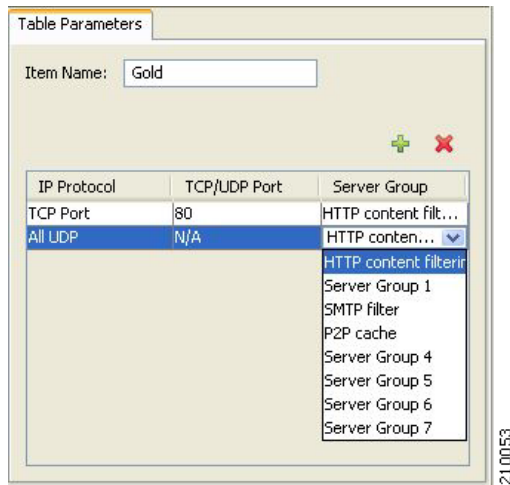 Table Parameters
Item Name: Gold
IP Protocol TCP/UDP Port Server Group
TCP Port 80 HTTP content filt...
All UDP N/A HTTP conten...
HTTP content filterin
Server Group 1
SMTP filter
P2P cache
Server Group 4
Server Group 5
Server Group 6
Server Group 7
210053